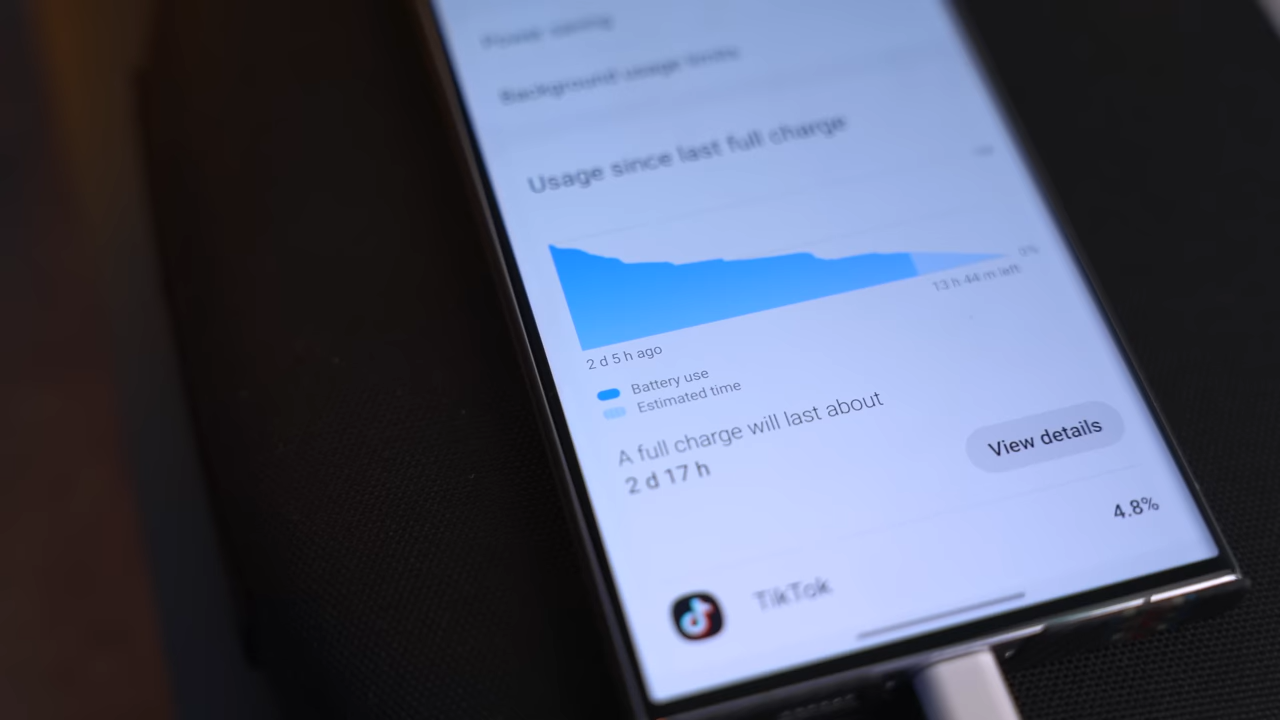 Power saving
Background usage limits
Usage since last full charge
0%
13 h 44 m left
2 d 5 h ago
Battery use
Estimated time
A full charge will last about
2 d 17 h
View details
4.8%
TikTok